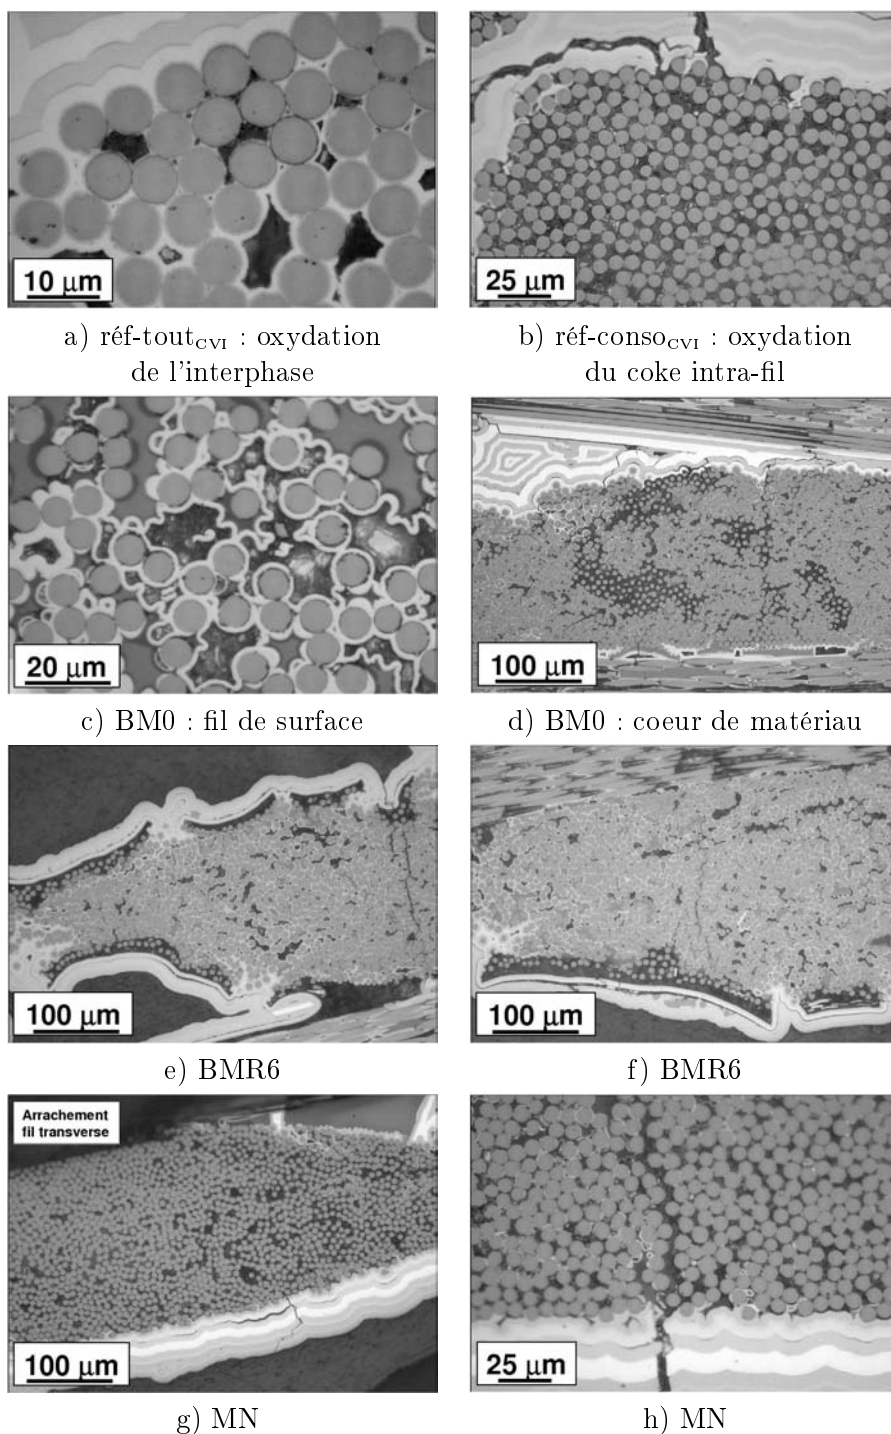 10 μm
25 μm
a) réf-tout_CVI : oxydation
de l'interphase
b) réf-conso_CVI : oxydation
du coke intra-fil
20 μm
100 μm
c) BM0 : fil de surface
d) BM0 : coeur de matériau
100 μm
100 μm
e) BMR6
f) BMR6
Arrachement
fil transverse
100 μm
25 μm
g) MN
h) MN